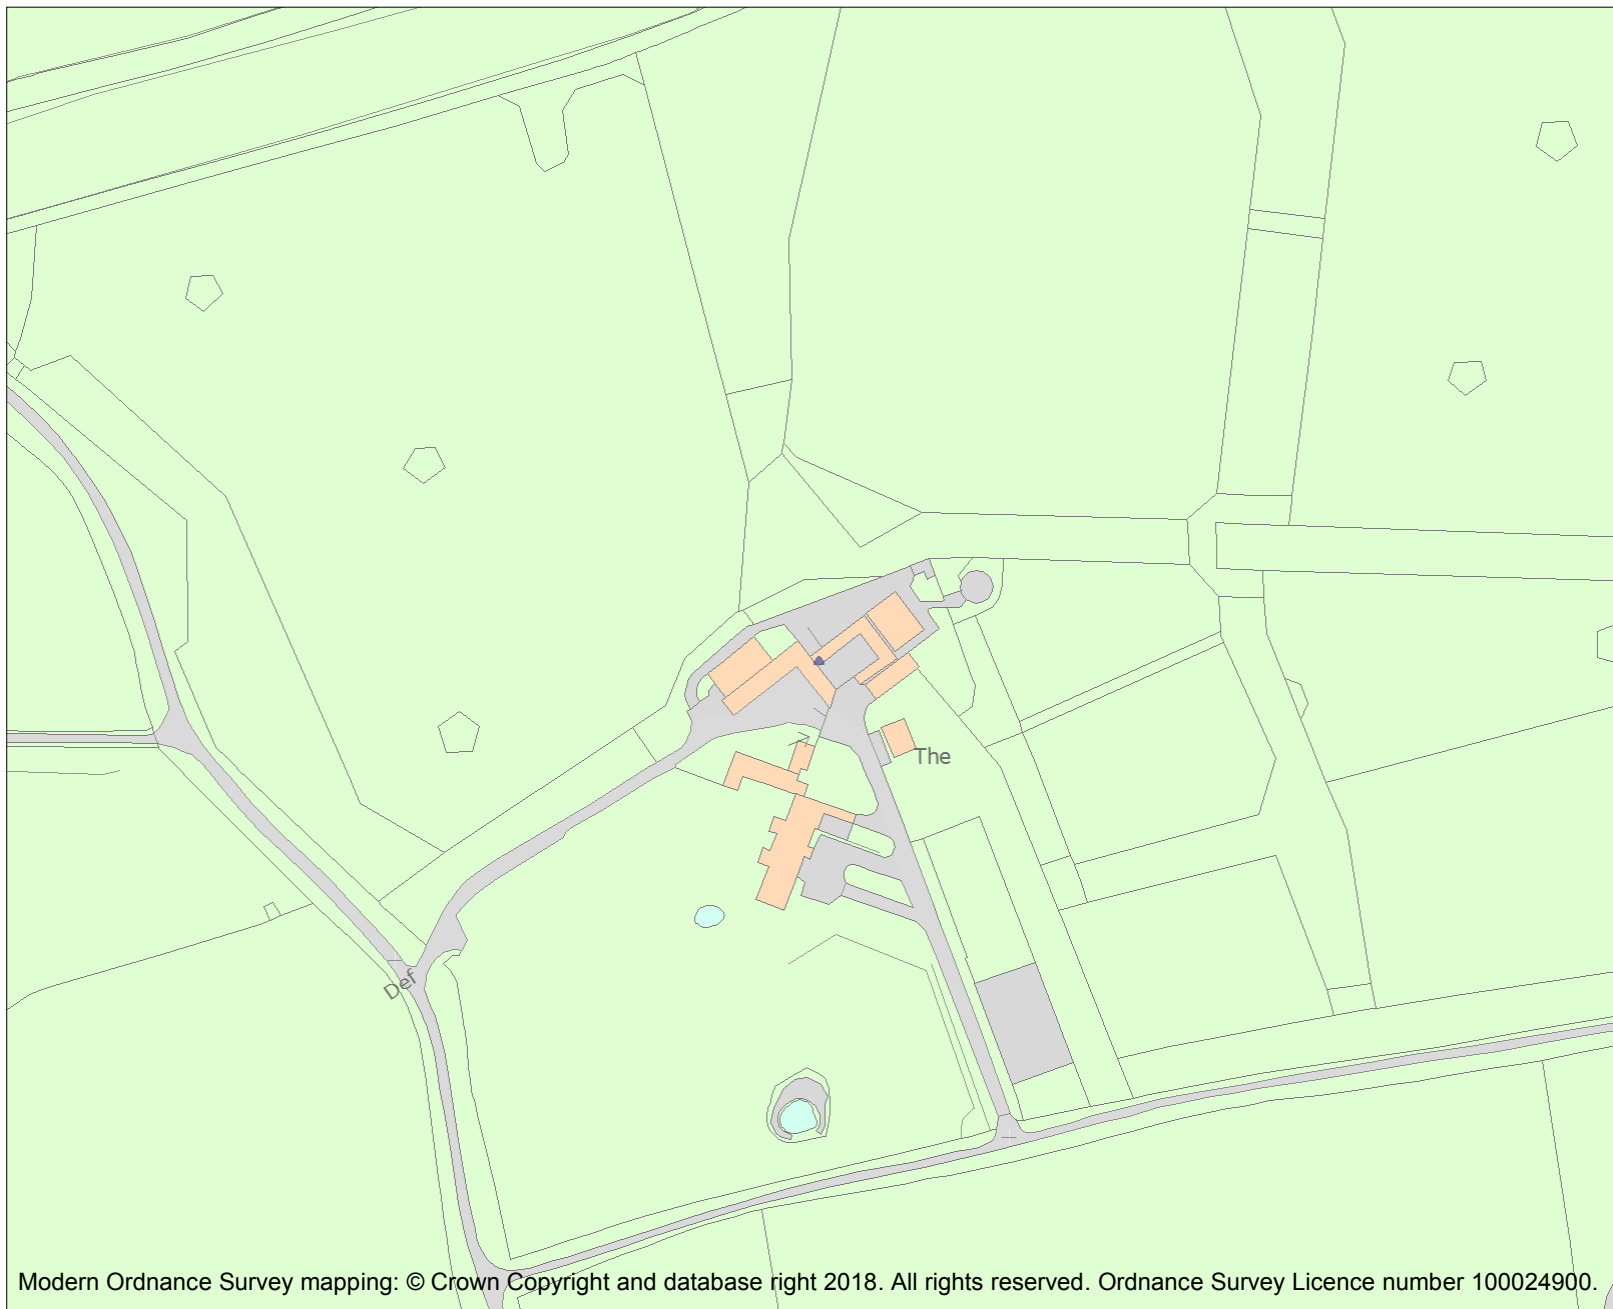 The
Def
Modern Ordnance Survey mapping: © Crown Copyright and database right 2018. All rights reserved. Ordnance Survey Licence number 100024900.